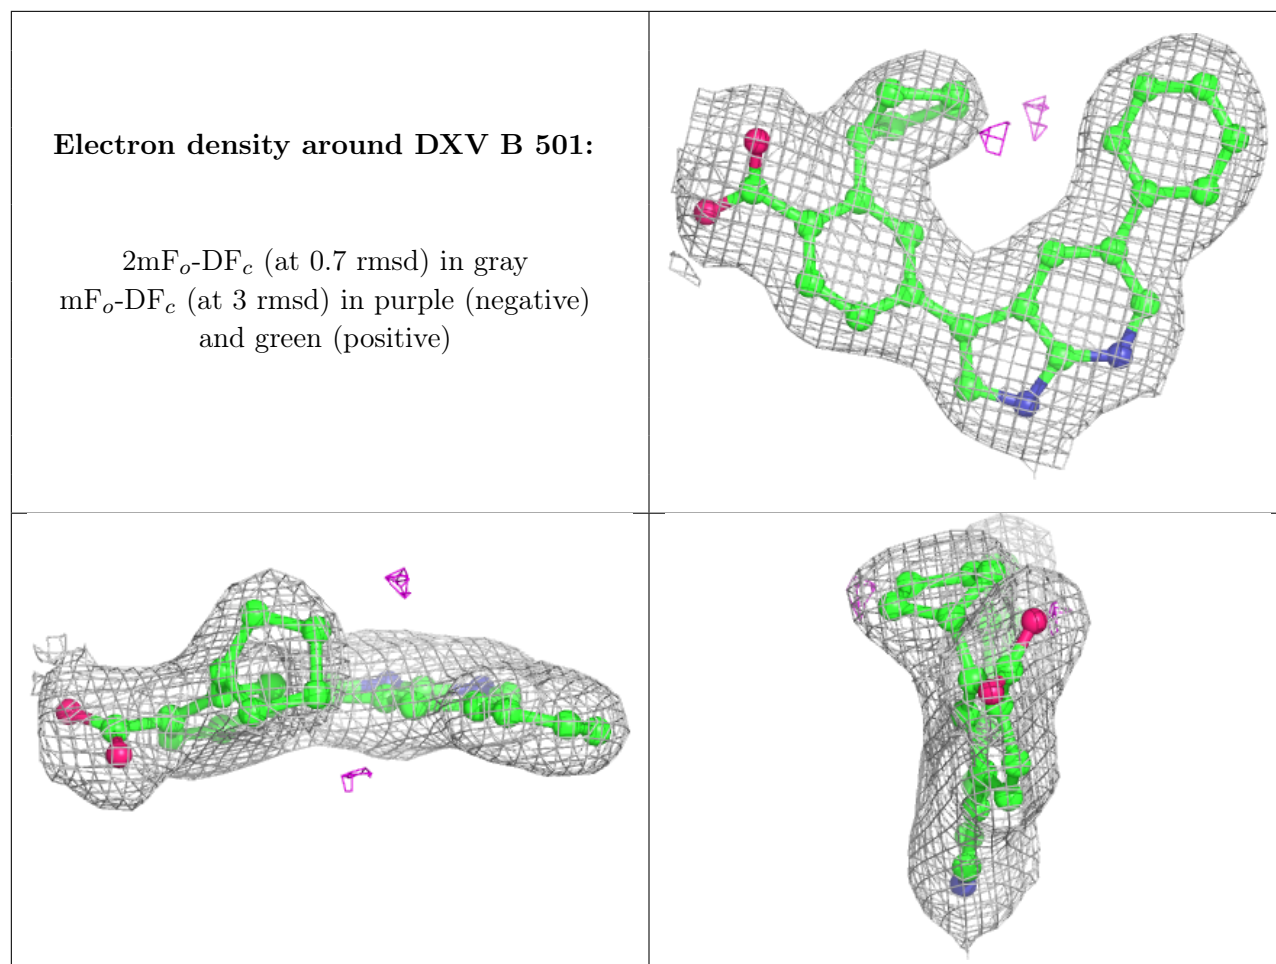 Electron density around DXV B 501:
2mFo-DFc (at 0.7 rmsd) in gray
mFo-DFc (at 3 rmsd) in purple (negative)
and green (positive)